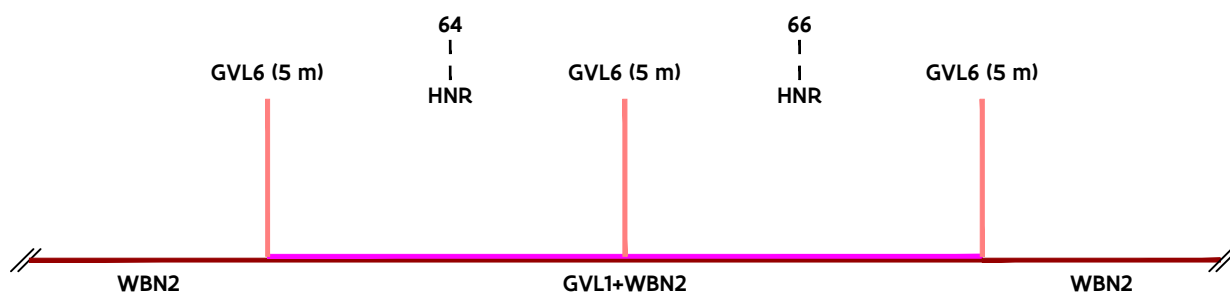 64 66
GVL6 (5 m) GVL6 (5 m) GVL6 (5 m)
HNR HNR
WBN2 GVL1+WBN2 WBN2